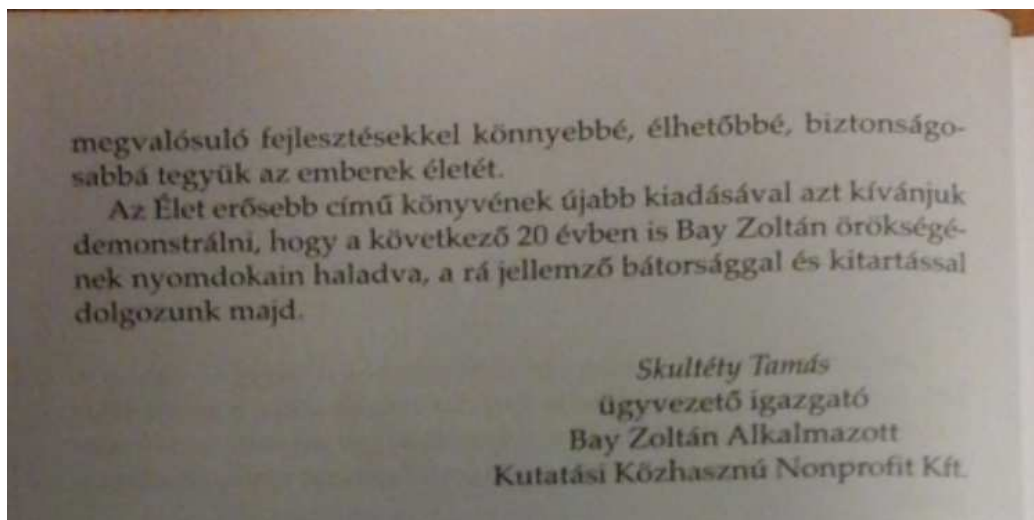 megvalósuló fejlesztésekkel könnyebbé, élhetőbbé, biztonságo-
sabbá tegyük az emberek életét.
Az Élet erősebb című könyvének újabb kiadásával azt kívánjuk
demonstrálni, hogy a következő 20 évben is Bay Zoltán örökségé-
nek nyomdokain haladva, a rá jellemző bátorsággal és kitartással
dolgozunk majd.
Skultéty Tamás
ügyvezető igazgató
Bay Zoltán Alkalmazott
Kutatási Közhasznú Nonprofit Kft.